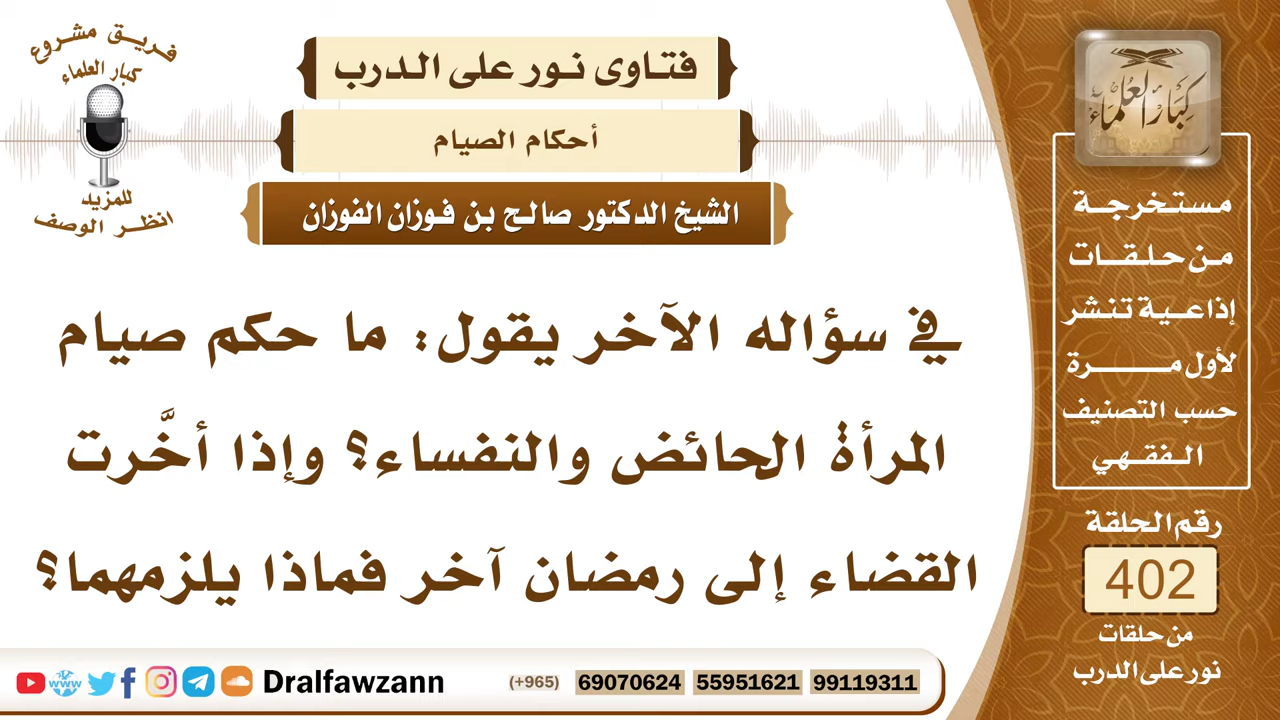 فريق مشروع
كبار العلماء
للمزيد
انظر الوصف
فتاوى نور على الدرب
أحكام الصيام
الشيخ الدكتور صالح بن فوزان الفوزان
في سؤاله الآخر يقول: ما حكم صيام
المرأة الحائض والنفساء؟ وإذا أخَّرت
القضاء إلى رمضان آخر فماذا يلزمهما؟
كبار العلماء
مستخرجة
من حلقات
إذاعية تنشر
لأول مرة
حسب التصنيف
الفقهي
رقم الحلقة
402
من حلقات
نور على الدرب
www
Dralfawzann
(+965) 69070624 55951621 99119311